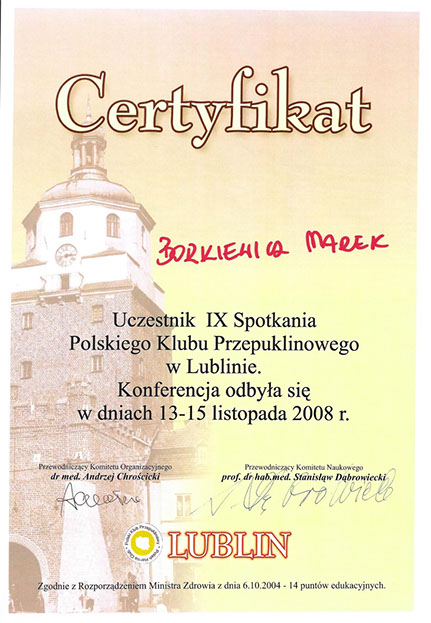 Certyfikat
BORKIEWICZ MAREK
Uczestnik IX Spotkania
Polskiego Klubu Przepuklinowego
w Lublinie.
Konferencja odbyła się
w dniach 13-15 listopada 2008 r.
Przewodniczący Komitetu Organizacyjnego
dr med. Andrzej Chrościcki
Przewodniczący Komitetu Naukowego
prof. dr hab.med. Stanisław Dąbrowiecki
LUBLIN
Zgodnie z Rozporządzeniem Ministra Zdrowia z dnia 6.10.2004 - 14 punktów edukacyjnych.